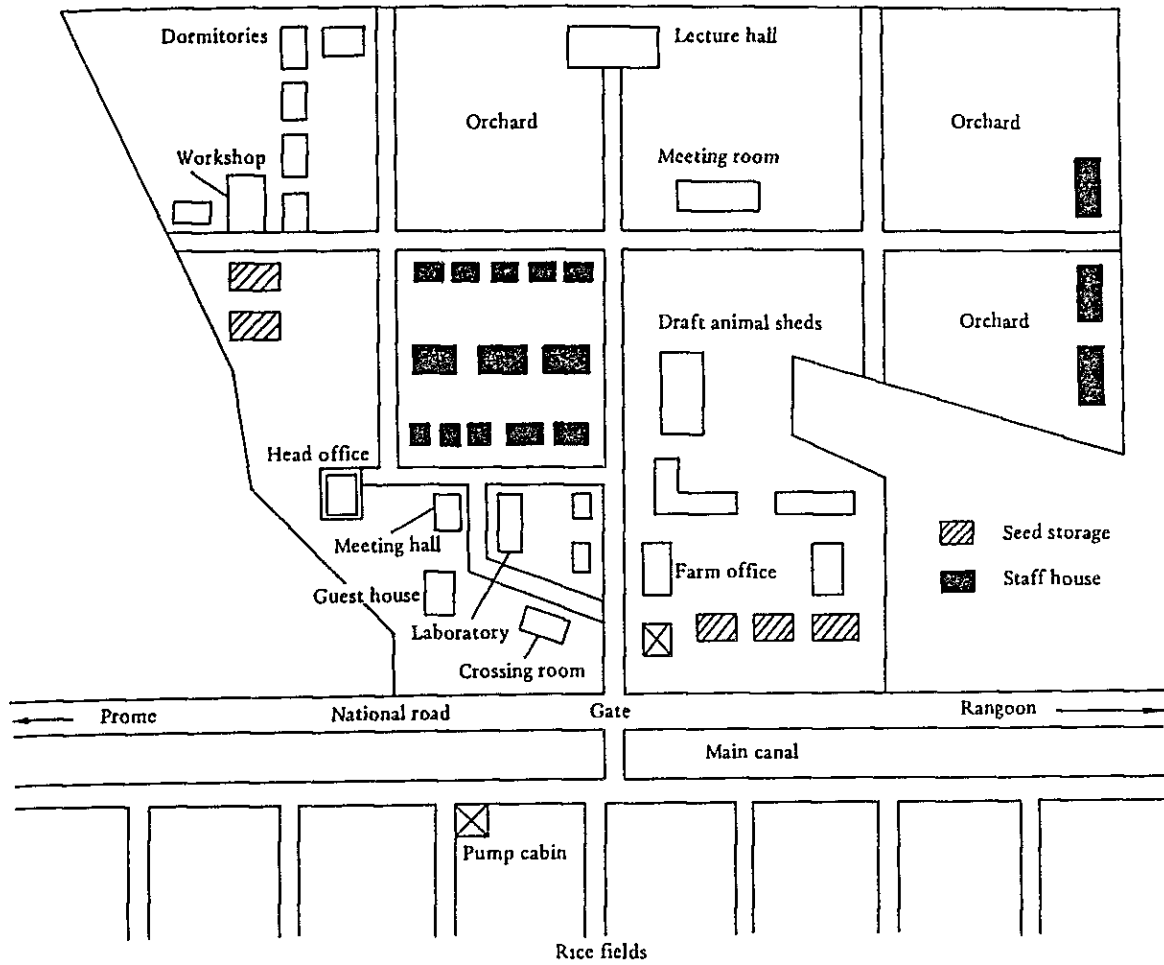 Dormitories
Lecture hall
Orchard
Orchard
Workshop
Meeting room
Draft animal sheds
Orchard
Head office
Seed storage
Meeting hall
Farm office
Staff house
Guest house
Laboratory
Crossing room
Prome
National road
Gate
Rangoon
Main canal
Pump cabin
Rice fields